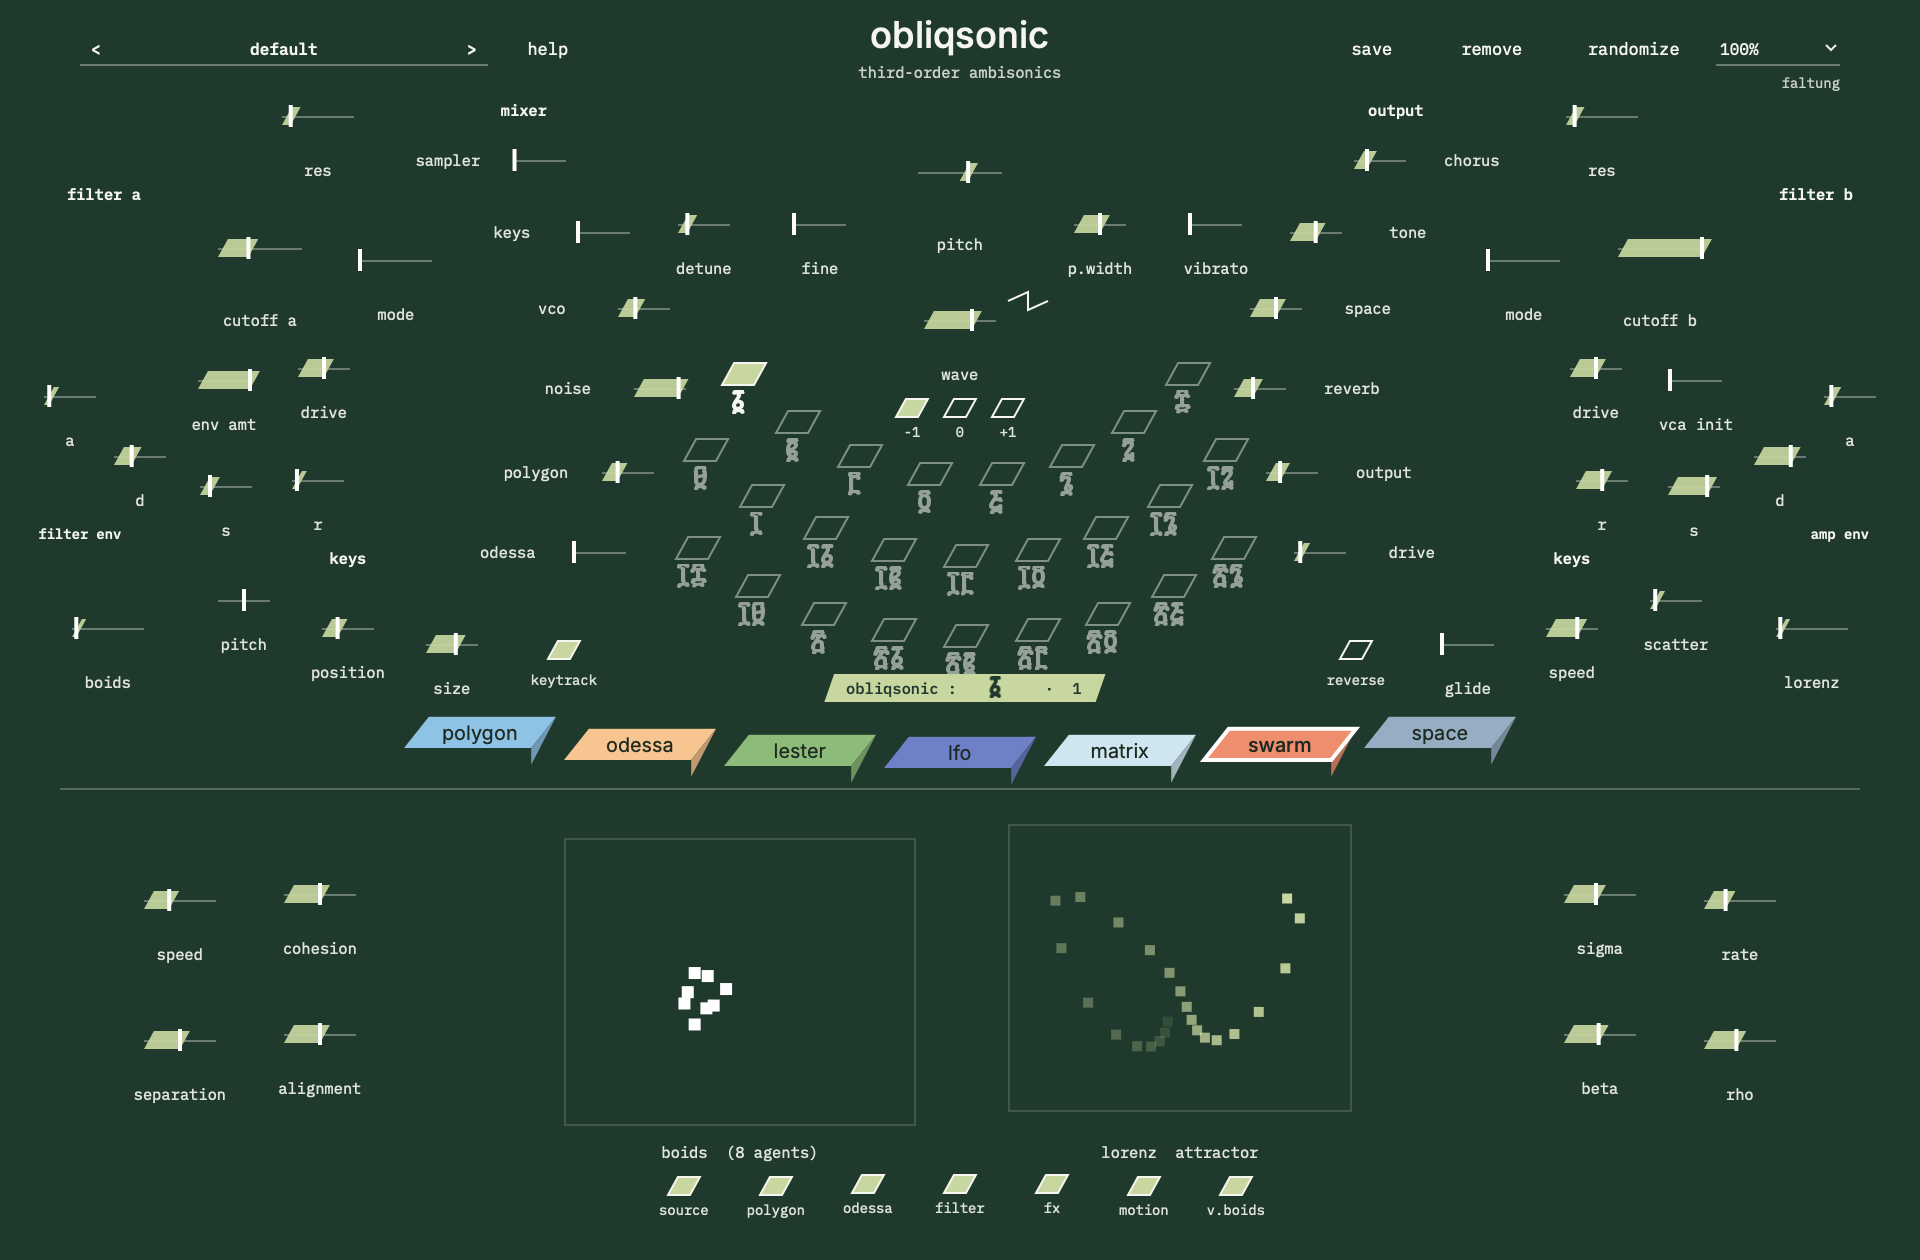 < default > help
obliqsonic
third-order ambisonics
save remove randomize 100%
faltung
mixer
output
res
sampler
chorus
res
filter a
filter b
keys
pitch
tone
detune
fine
p.width
vibrato
cutoff a
mode
vco
space
mode
cutoff b
noise
wave
reverb
env amt
drive
drive
vca init
-1 0 +1
a
a
polygon
output
d
s
r
r
s
d
filter env
keys
odessa
drive
keys
amp env
boids
pitch
position
size
keytrack
reverse
glide
speed
scatter
lorenz
obliqsonic : · 1
polygon
odessa
lester
lfo
matrix
swarm
space
speed
cohesion
sigma
rate
separation
alignment
beta
rho
boids (8 agents)
lorenz attractor
source
polygon
odessa
filter
fx
motion
v.boids